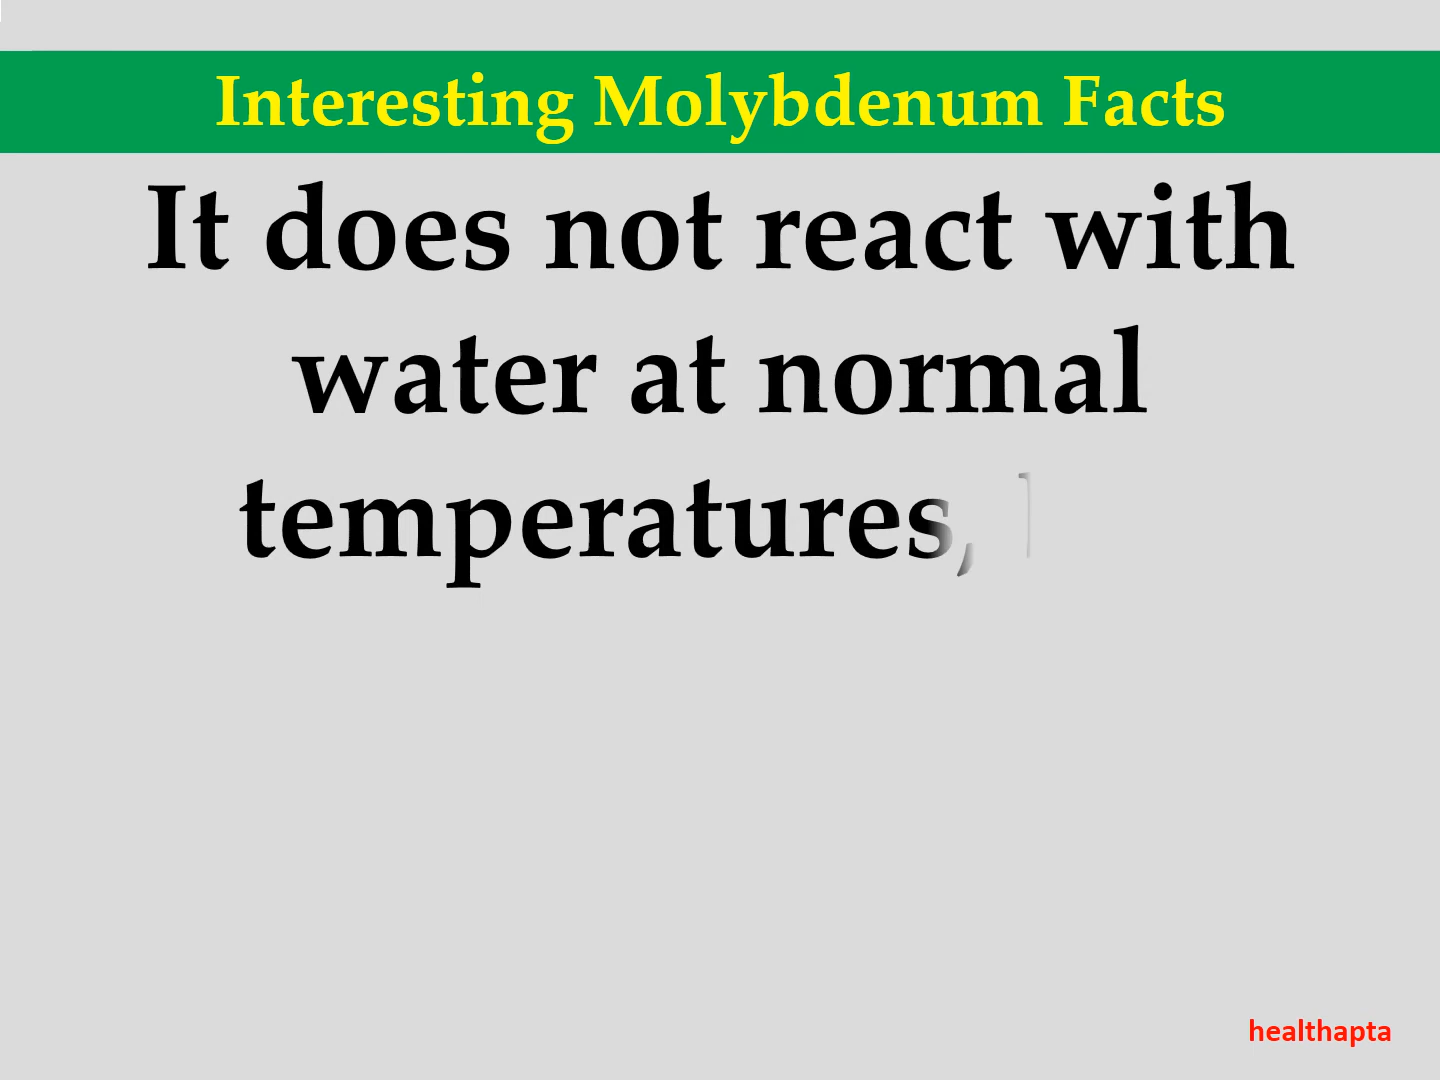 Interesting Molybdenum Facts
It does not react with
water at normal
temperatures,
healthapta